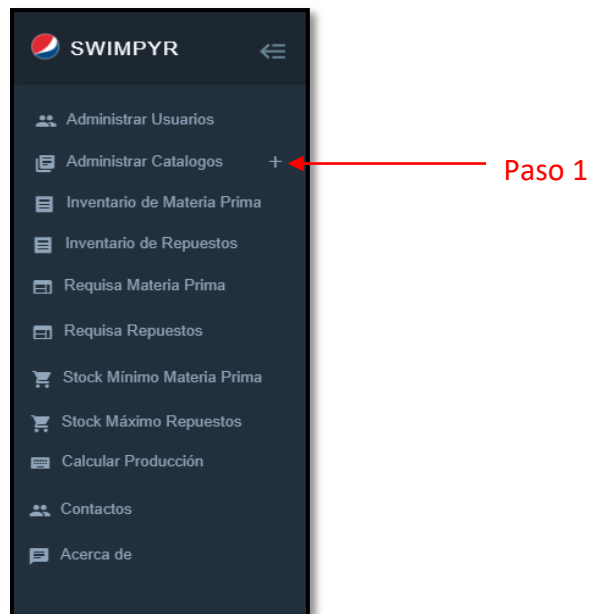 SWIMPYR
Administrar Usuarios
Administrar Catalogos +
Paso 1
Inventario de Materia Prima
Inventario de Repuestos
Requisa Materia Prima
Requisa Repuestos
Stock Mínimo Materia Prima
Stock Máximo Repuestos
Calcular Producción
Contactos
Acerca de